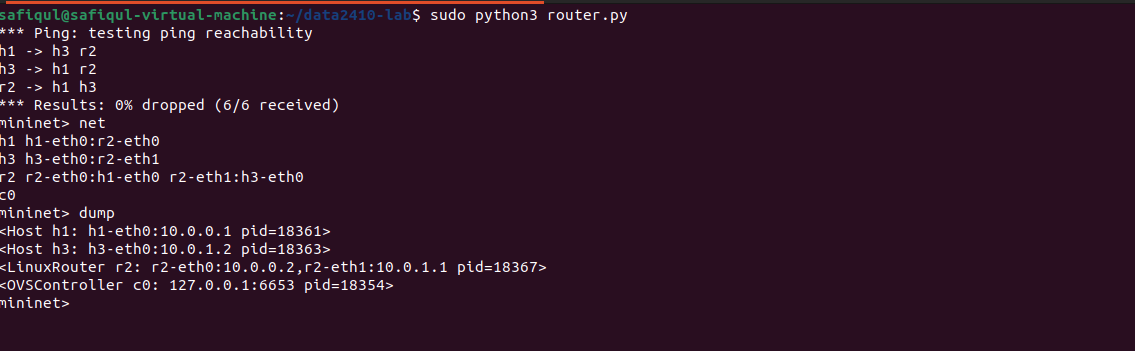 safiqul@safiqul-virtual-machine:~/data2410-lab$ sudo python3 router.py
*** Ping: testing ping reachability
h1 -> h3 r2
h3 -> h1 r2
r2 -> h1 h3
*** Results: 0% dropped (6/6 received)
mininet> net
h1 h1-eth0:r2-eth0
h3 h3-eth0:r2-eth1
r2 r2-eth0:h1-eth0 r2-eth1:h3-eth0
c0
mininet> dump
<Host h1: h1-eth0:10.0.0.1 pid=18361>
<Host h3: h3-eth0:10.0.1.2 pid=18363>
<LinuxRouter r2: r2-eth0:10.0.0.2,r2-eth1:10.0.1.1 pid=18367>
<OVSController c0: 127.0.0.1:6653 pid=18354>
mininet>